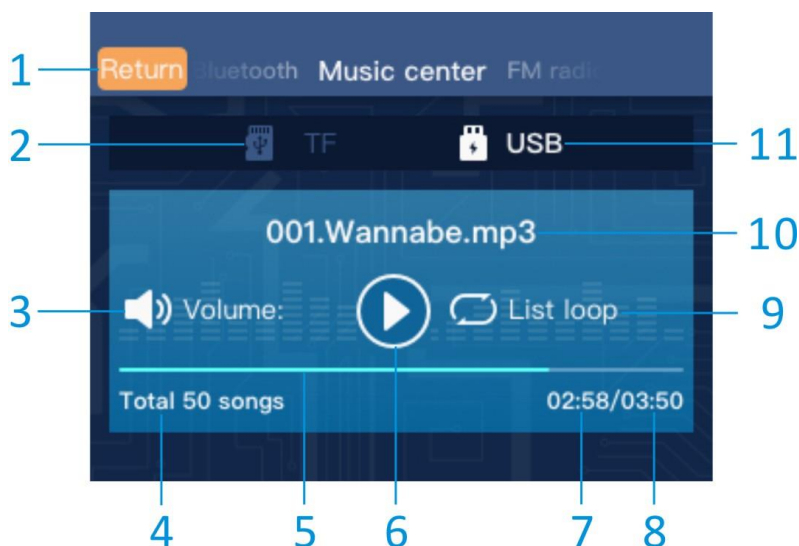 Return Bluetooth Music center FM radio
1
2
TF
USB
11
001.Wannabe.mp3
10
3
Volume:
List loop
9
Total 50 songs
02:58/03:50
4 5 6 7 8